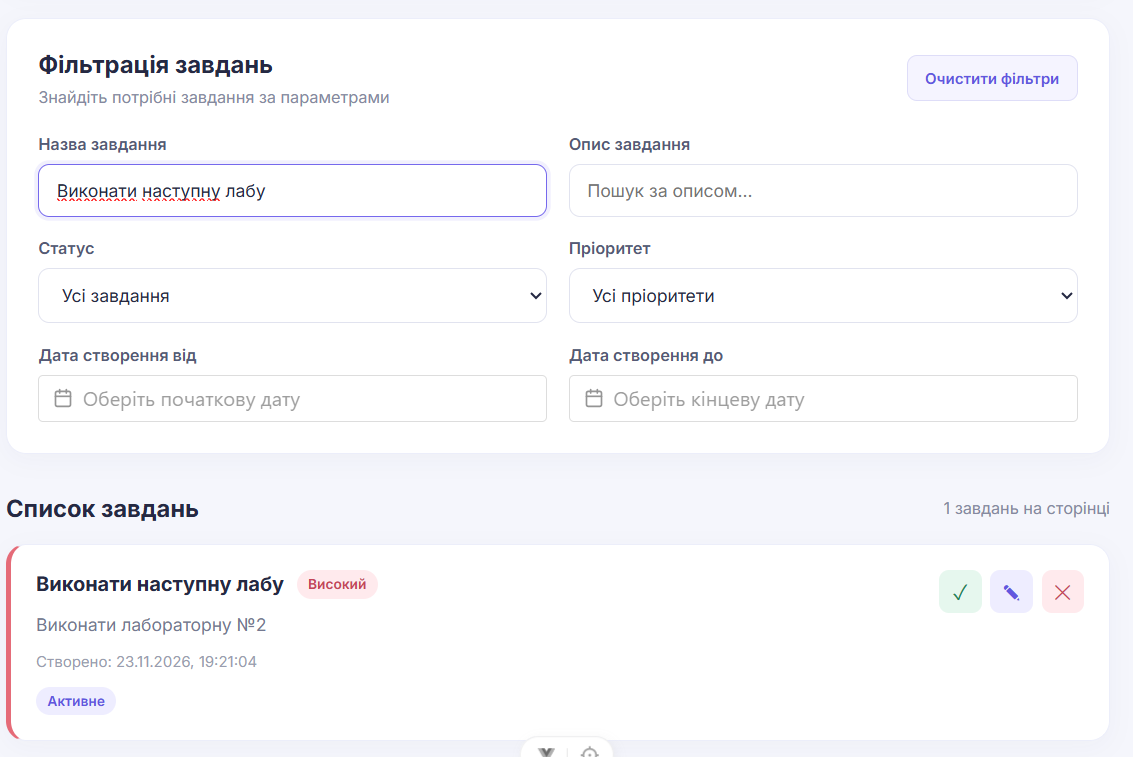 Фільтрація завдань
Знайдіть потрібні завдання за параметрами
Очистити фільтри
Назва завдання
Опис завдання
Виконати наступну лабу
Пошук за описом...
Статус
Пріоритет
Усі завдання
Усі пріоритети
Дата створення від
Дата створення до
Оберіть початкову дату
Оберіть кінцеву дату
Список завдань
1 завдань на сторінці
Виконати наступну лабу
Високий
Виконати лабораторну №2
Створено: 23.11.2026, 19:21:04
Активне